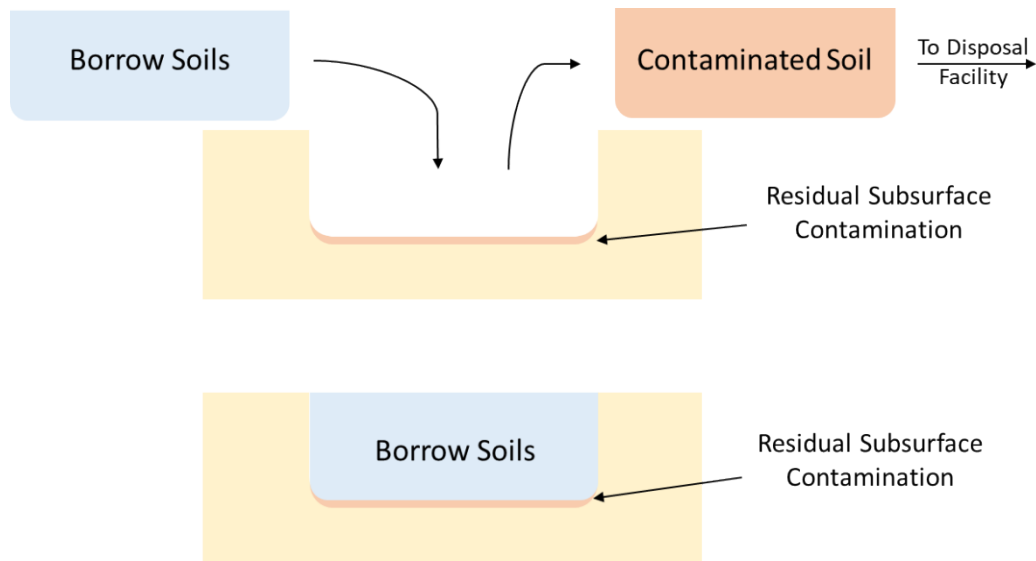 Borrow Soils
Contaminated Soil
To Disposal
Facility
Residual Subsurface
Contamination
Borrow Soils
Residual Subsurface
Contamination